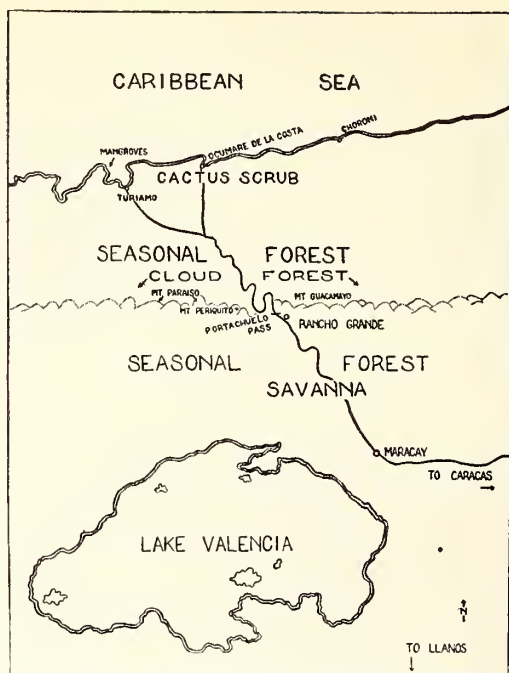 CARIBBEAN SEA
OCUMARE DE LA COSTA
CHORONI
MANGROVES
CACTUS SCRUB
TURIAMO
SEASONAL FOREST
CLOUD FOREST
MT PARAISO
MT GUACAMAYO
MT PERIQUITO
PORTACHUELO
PASS
RANCHO GRANDE
SEASONAL FOREST
SAVANNA
MARACAY
TO CARACAS
LAKE VALENCIA
N
TO LLANOS